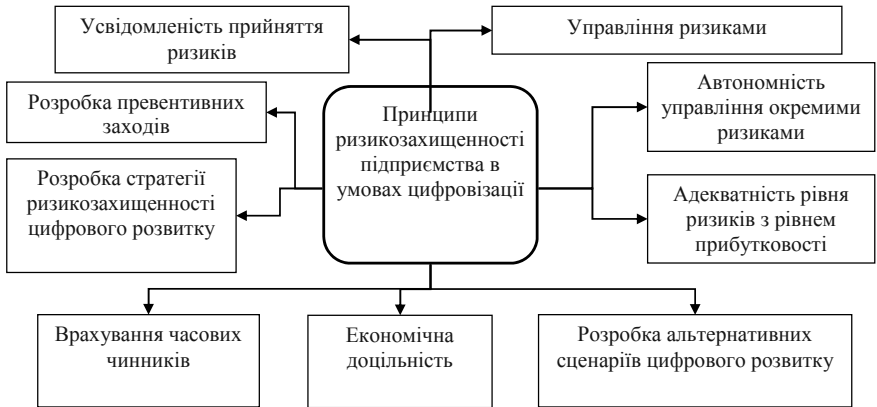 Усвідомленість прийняття
ризиків
Управління ризиками
Розробка превентивних
заходів
Принципи
ризикозахищенності
підприємства в
умовах цифровізації
Автономність
управління окремими
ризиками
Розробка стратегії
ризикозахищенності
цифрового розвитку
Адекватність рівня
ризиків з рівнем
прибутковості
Врахування часових
чинників
Економічна
доцільність
Розробка альтернативних
сценаріїв цифрового розвитку